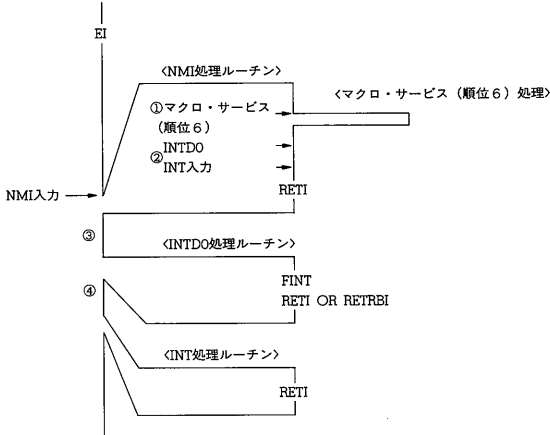 EI
〈NMI処理ルーチン〉
〈マクロ・サービス（順位６）処理〉
①マクロ・サービス
（順位６）
②INTD0
INT入力
NMI入力
RETI
③
〈INTD0処理ルーチン〉
④
FINT
RETI OR RETRBI
〈INT処理ルーチン〉
RETI